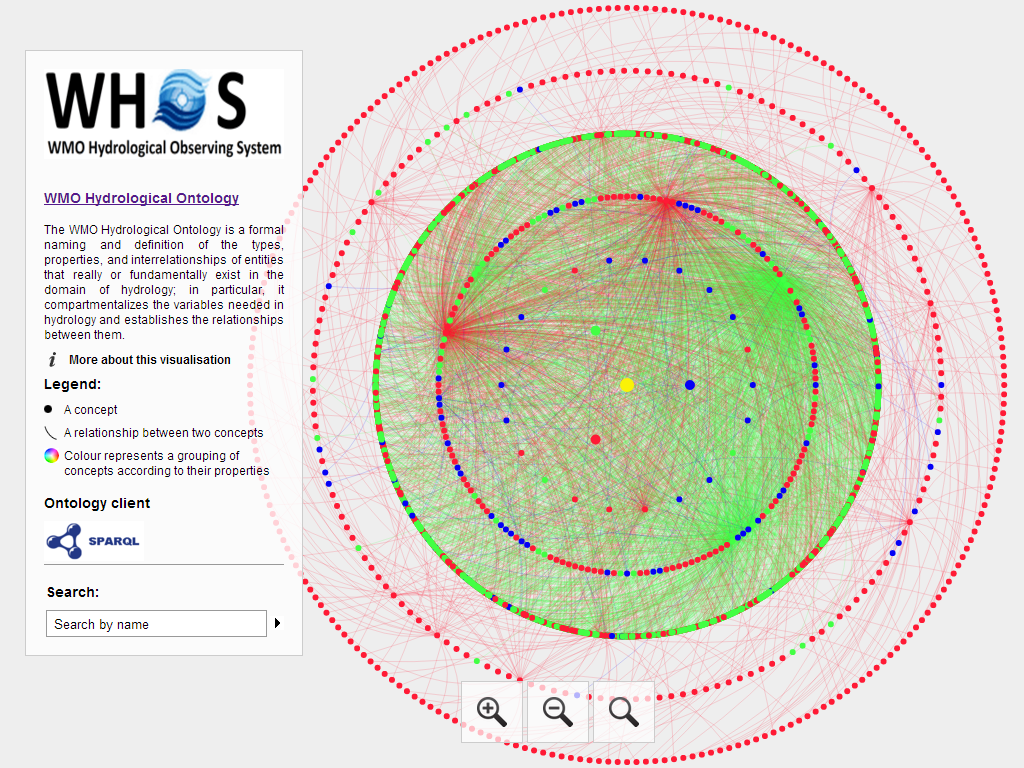 WHOS
WMO Hydrological Observing System
WMO Hydrological Ontology
The WMO Hydrological Ontology is a formal
naming and definition of the types,
properties, and interrelationships of entities
that really or fundamentally exist in the
domain of hydrology; in particular, it
compartmentalizes the variables needed in
hydrology and establishes the relationships
between them.
i More about this visualisation
Legend:
A concept
A relationship between two concepts
Colour represents a grouping of
concepts according to their properties
Ontology client
SPARQL
Search:
Search by name